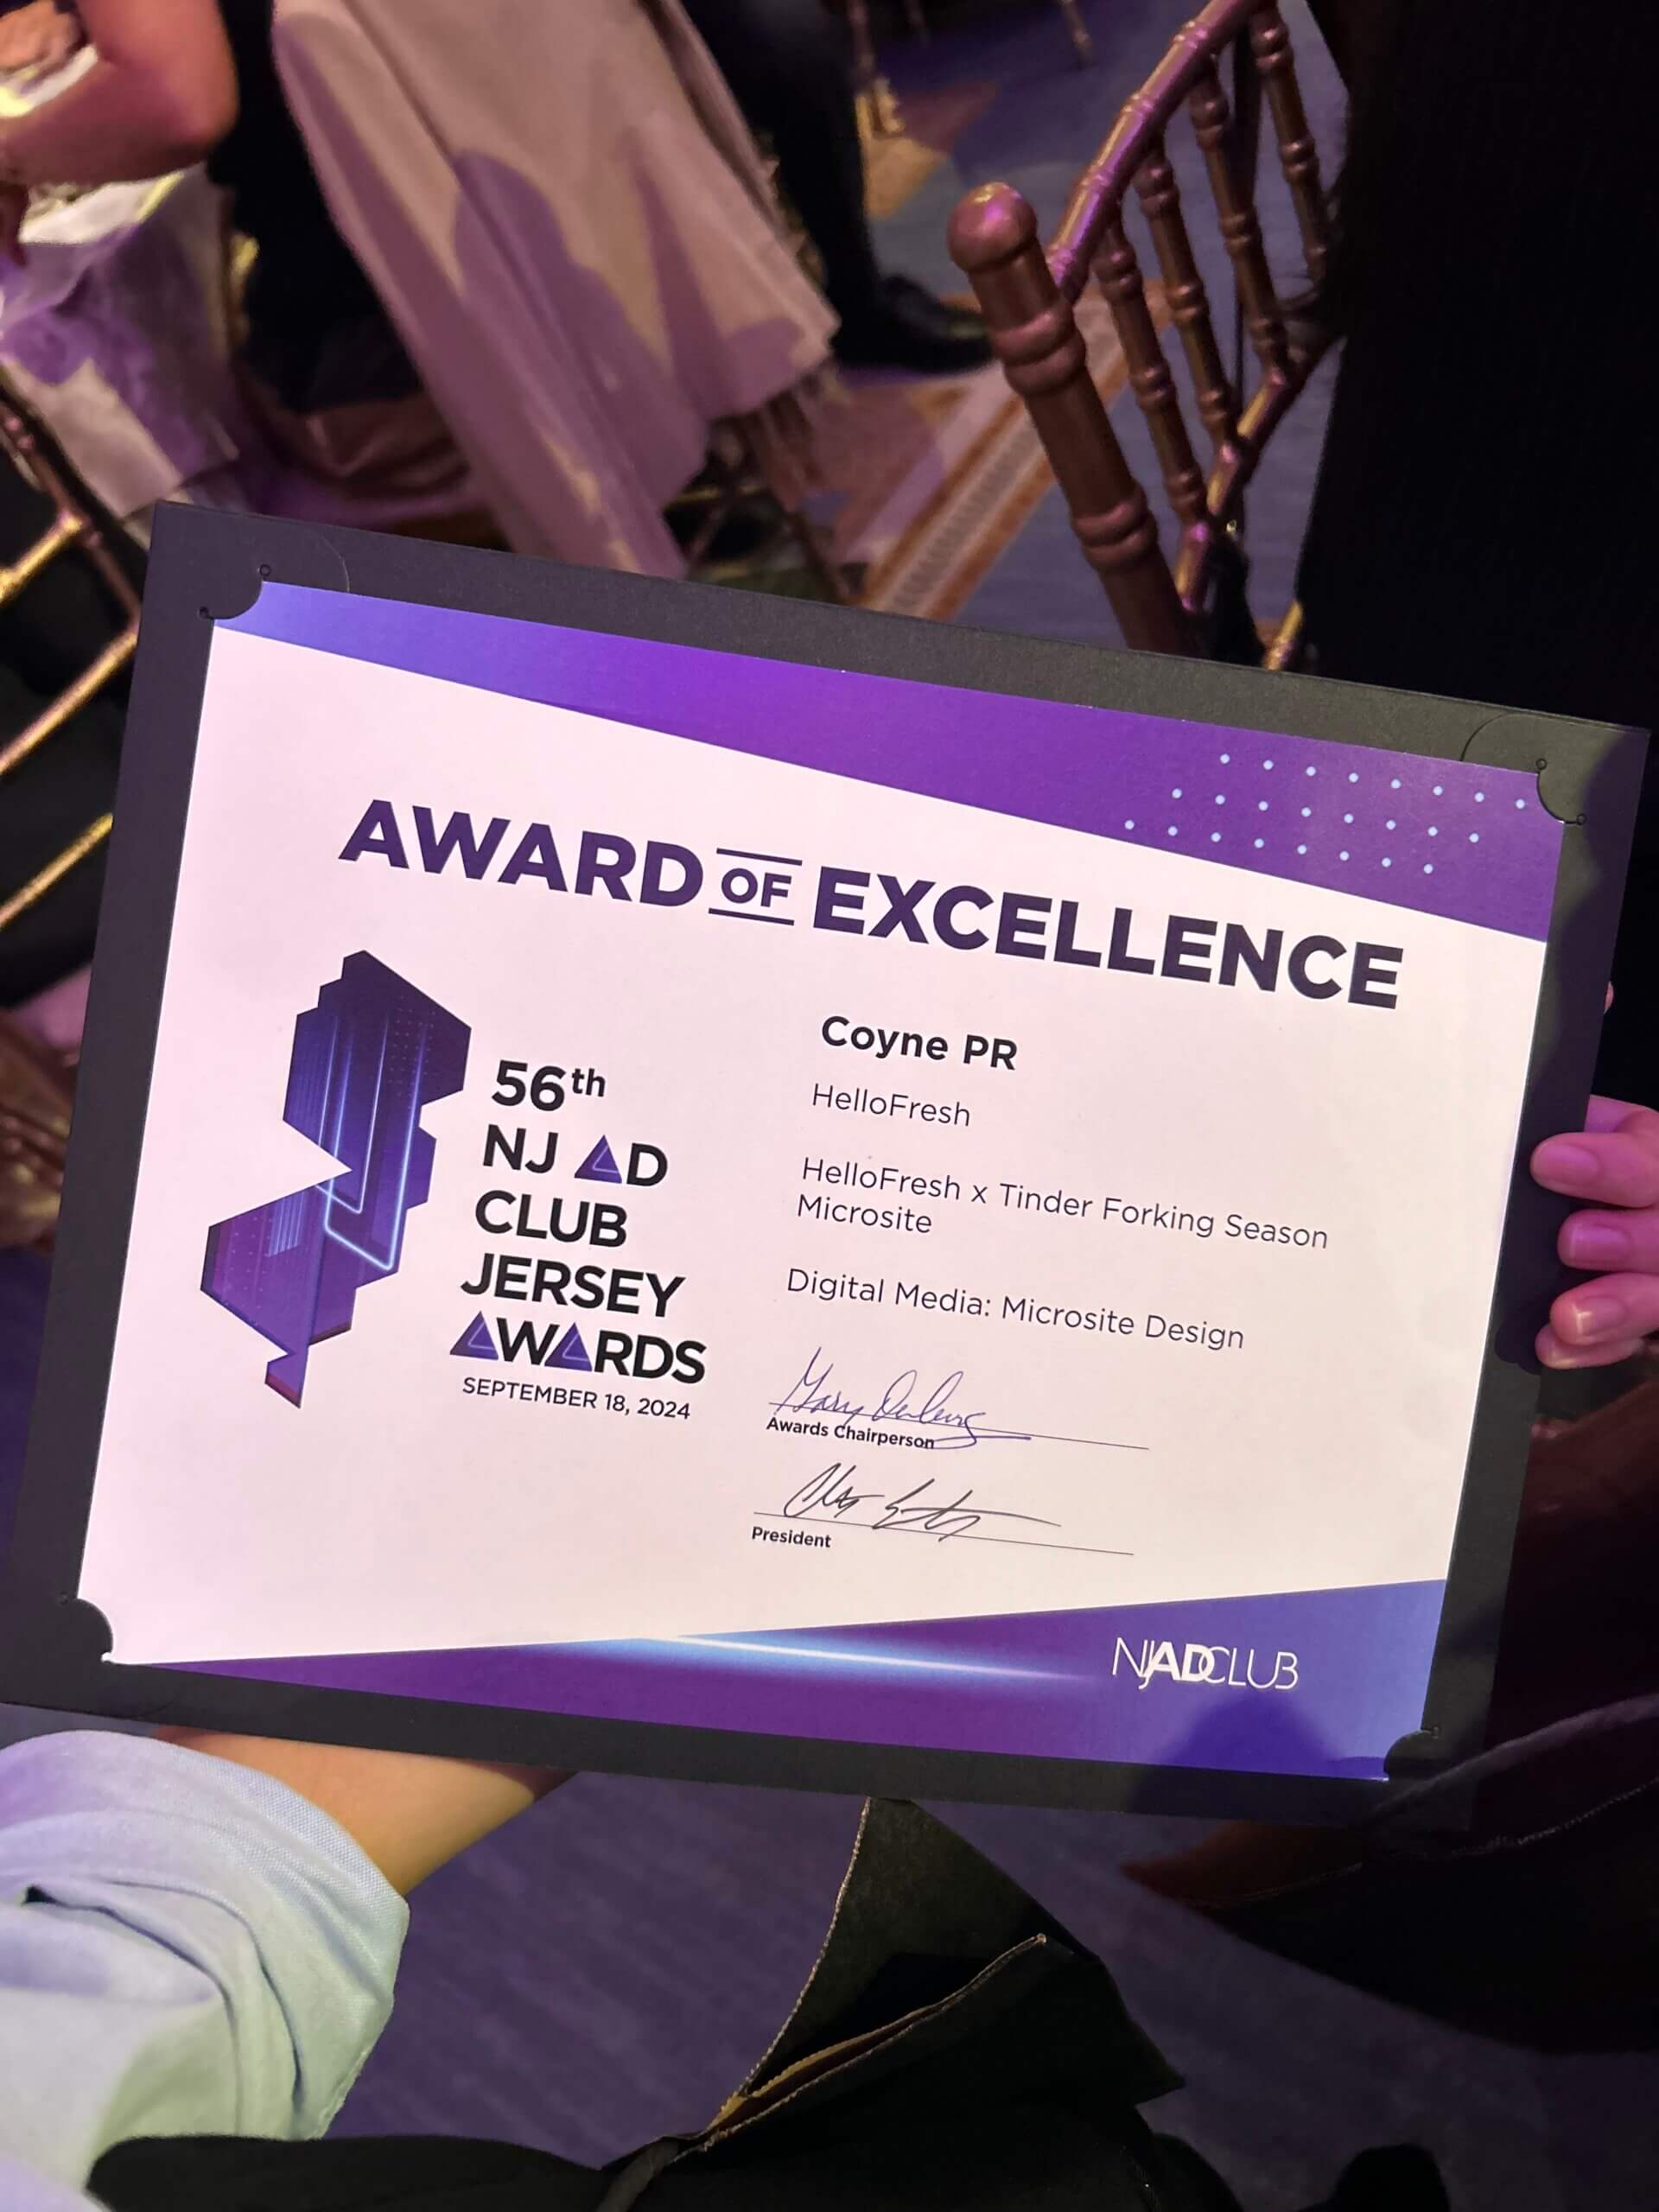 AWARD OF EXCELLENCE
56th
NJ AD
CLUB
JERSEY
AWARDS
SEPTEMBER 18, 2024
Coyne PR
HelloFresh
HelloFresh x Tinder Forking Season
Microsite
Digital Media: Microsite Design
Awards Chairperson
President
NJADCLUB